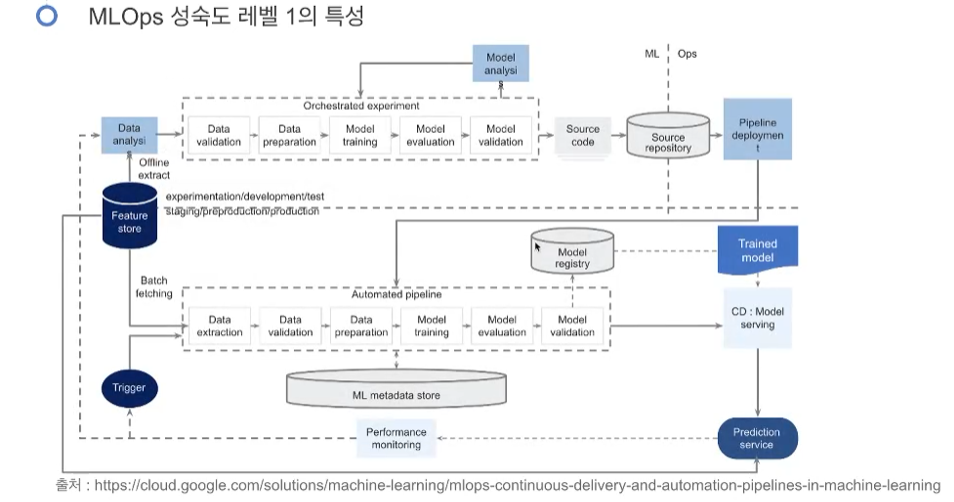 MLOps 성숙도 레벨 1의 특성
Model
analysi
s
ML
Ops
Orchestrated experiment
Data
analysi
s
Data
validation
Data
preparation
Model
training
Model
evaluation
Model
validation
Source
code
Source
repository
Pipeline
deploymen
t
Offline
extract
experimentation/development/test
staging/preproduction/production
Feature
store
Model
registry
Trained
model
Batch
fetching
Automated pipeline
Data
extraction
Data
validation
Data
preparation
Model
training
Model
evaluation
Model
validation
CD : Model
serving
Trigger
ML metadata store
Performance
monitoring
Prediction
service
출처 : https://cloud.google.com/solutions/machine-learning/mlops-continuous-delivery-and-automation-pipelines-in-machine-learning